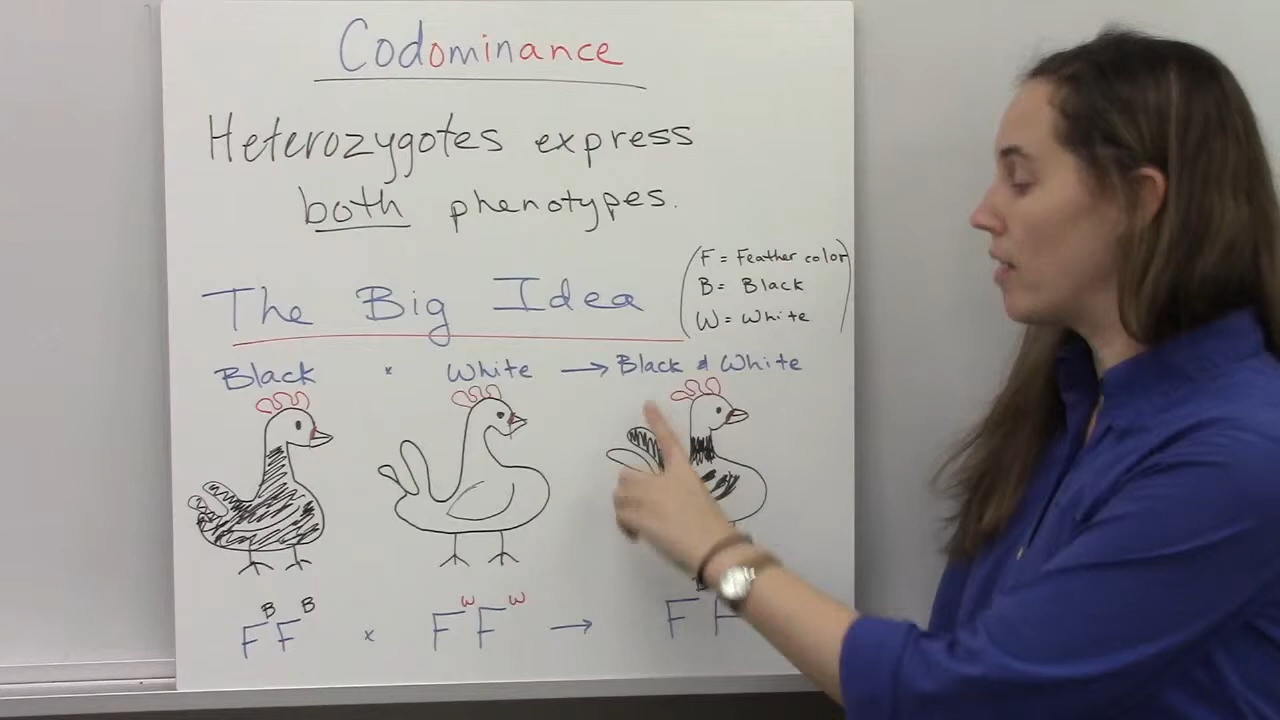 Codominance
Heterozygotes express
both phenotypes.
The Big Idea
(F = Feather color)
B = Black
W = White
Black x White → Black & White
F^B F^B x F^W F^W → F^B F